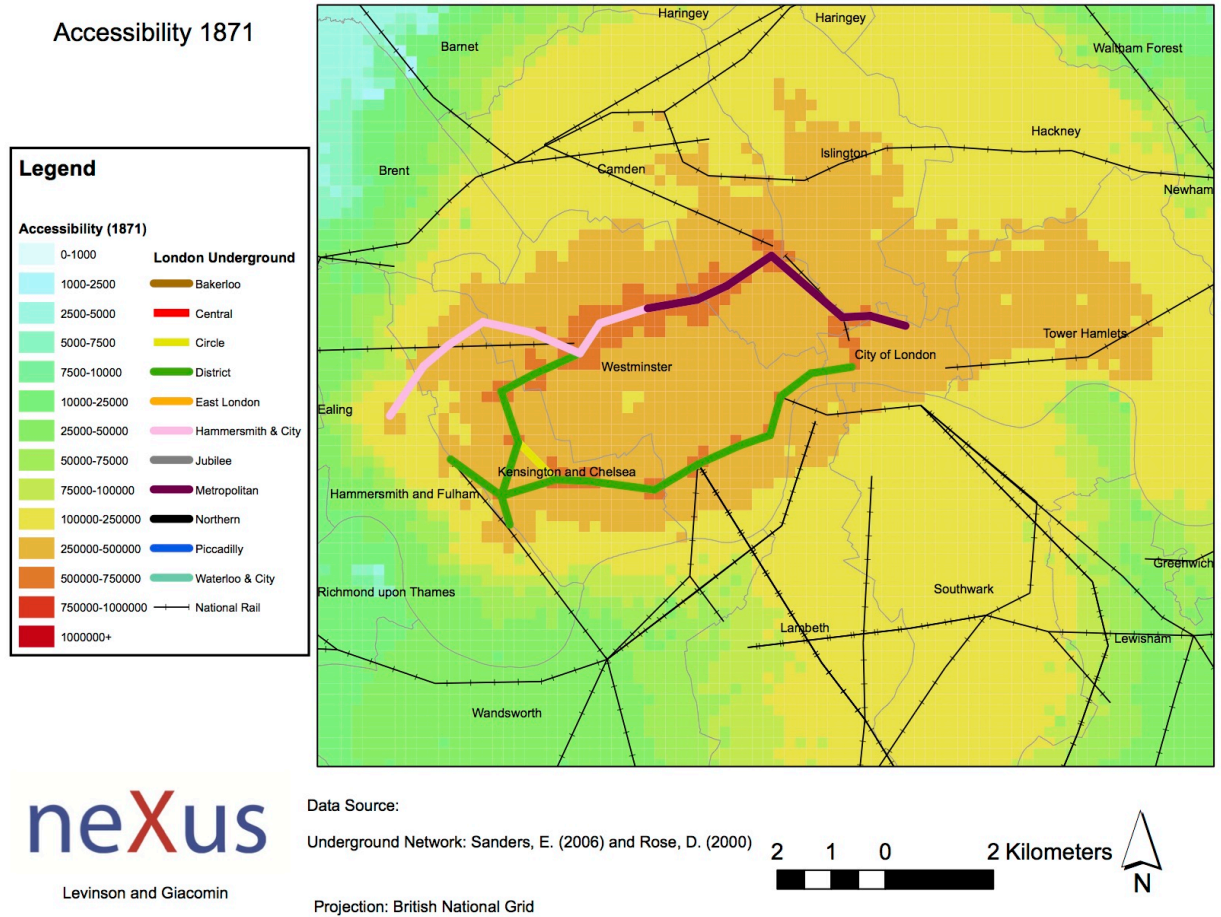 Accessibility 1871
Legend
Accessibility (1871)
0-1000
1000-2500
2500-5000
5000-7500
7500-10000
10000-25000
25000-50000
50000-75000
75000-100000
100000-250000
250000-500000
500000-750000
750000-1000000
1000000+
London Underground
Bakerloo
Central
Circle
District
East London
Hammersmith & City
Jubilee
Metropolitan
Northern
Piccadilly
Waterloo & City
National Rail
Haringey
Haringey
Barnet
Waltham Forest
Hackney
Islington
Brent
Camden
Newham
Tower Hamlets
City of London
Westminster
Ealing
Kensington and Chelsea
Hammersmith and Fulham
Greenwich
Richmond upon Thames
Southwark
Lambeth
Lewisham
Wandsworth
neXus
Levinson and Giacomin
Data Source:
Underground Network: Sanders, E. (2006) and Rose, D. (2000)
Projection: British National Grid
2 1 0 2 Kilometers
N